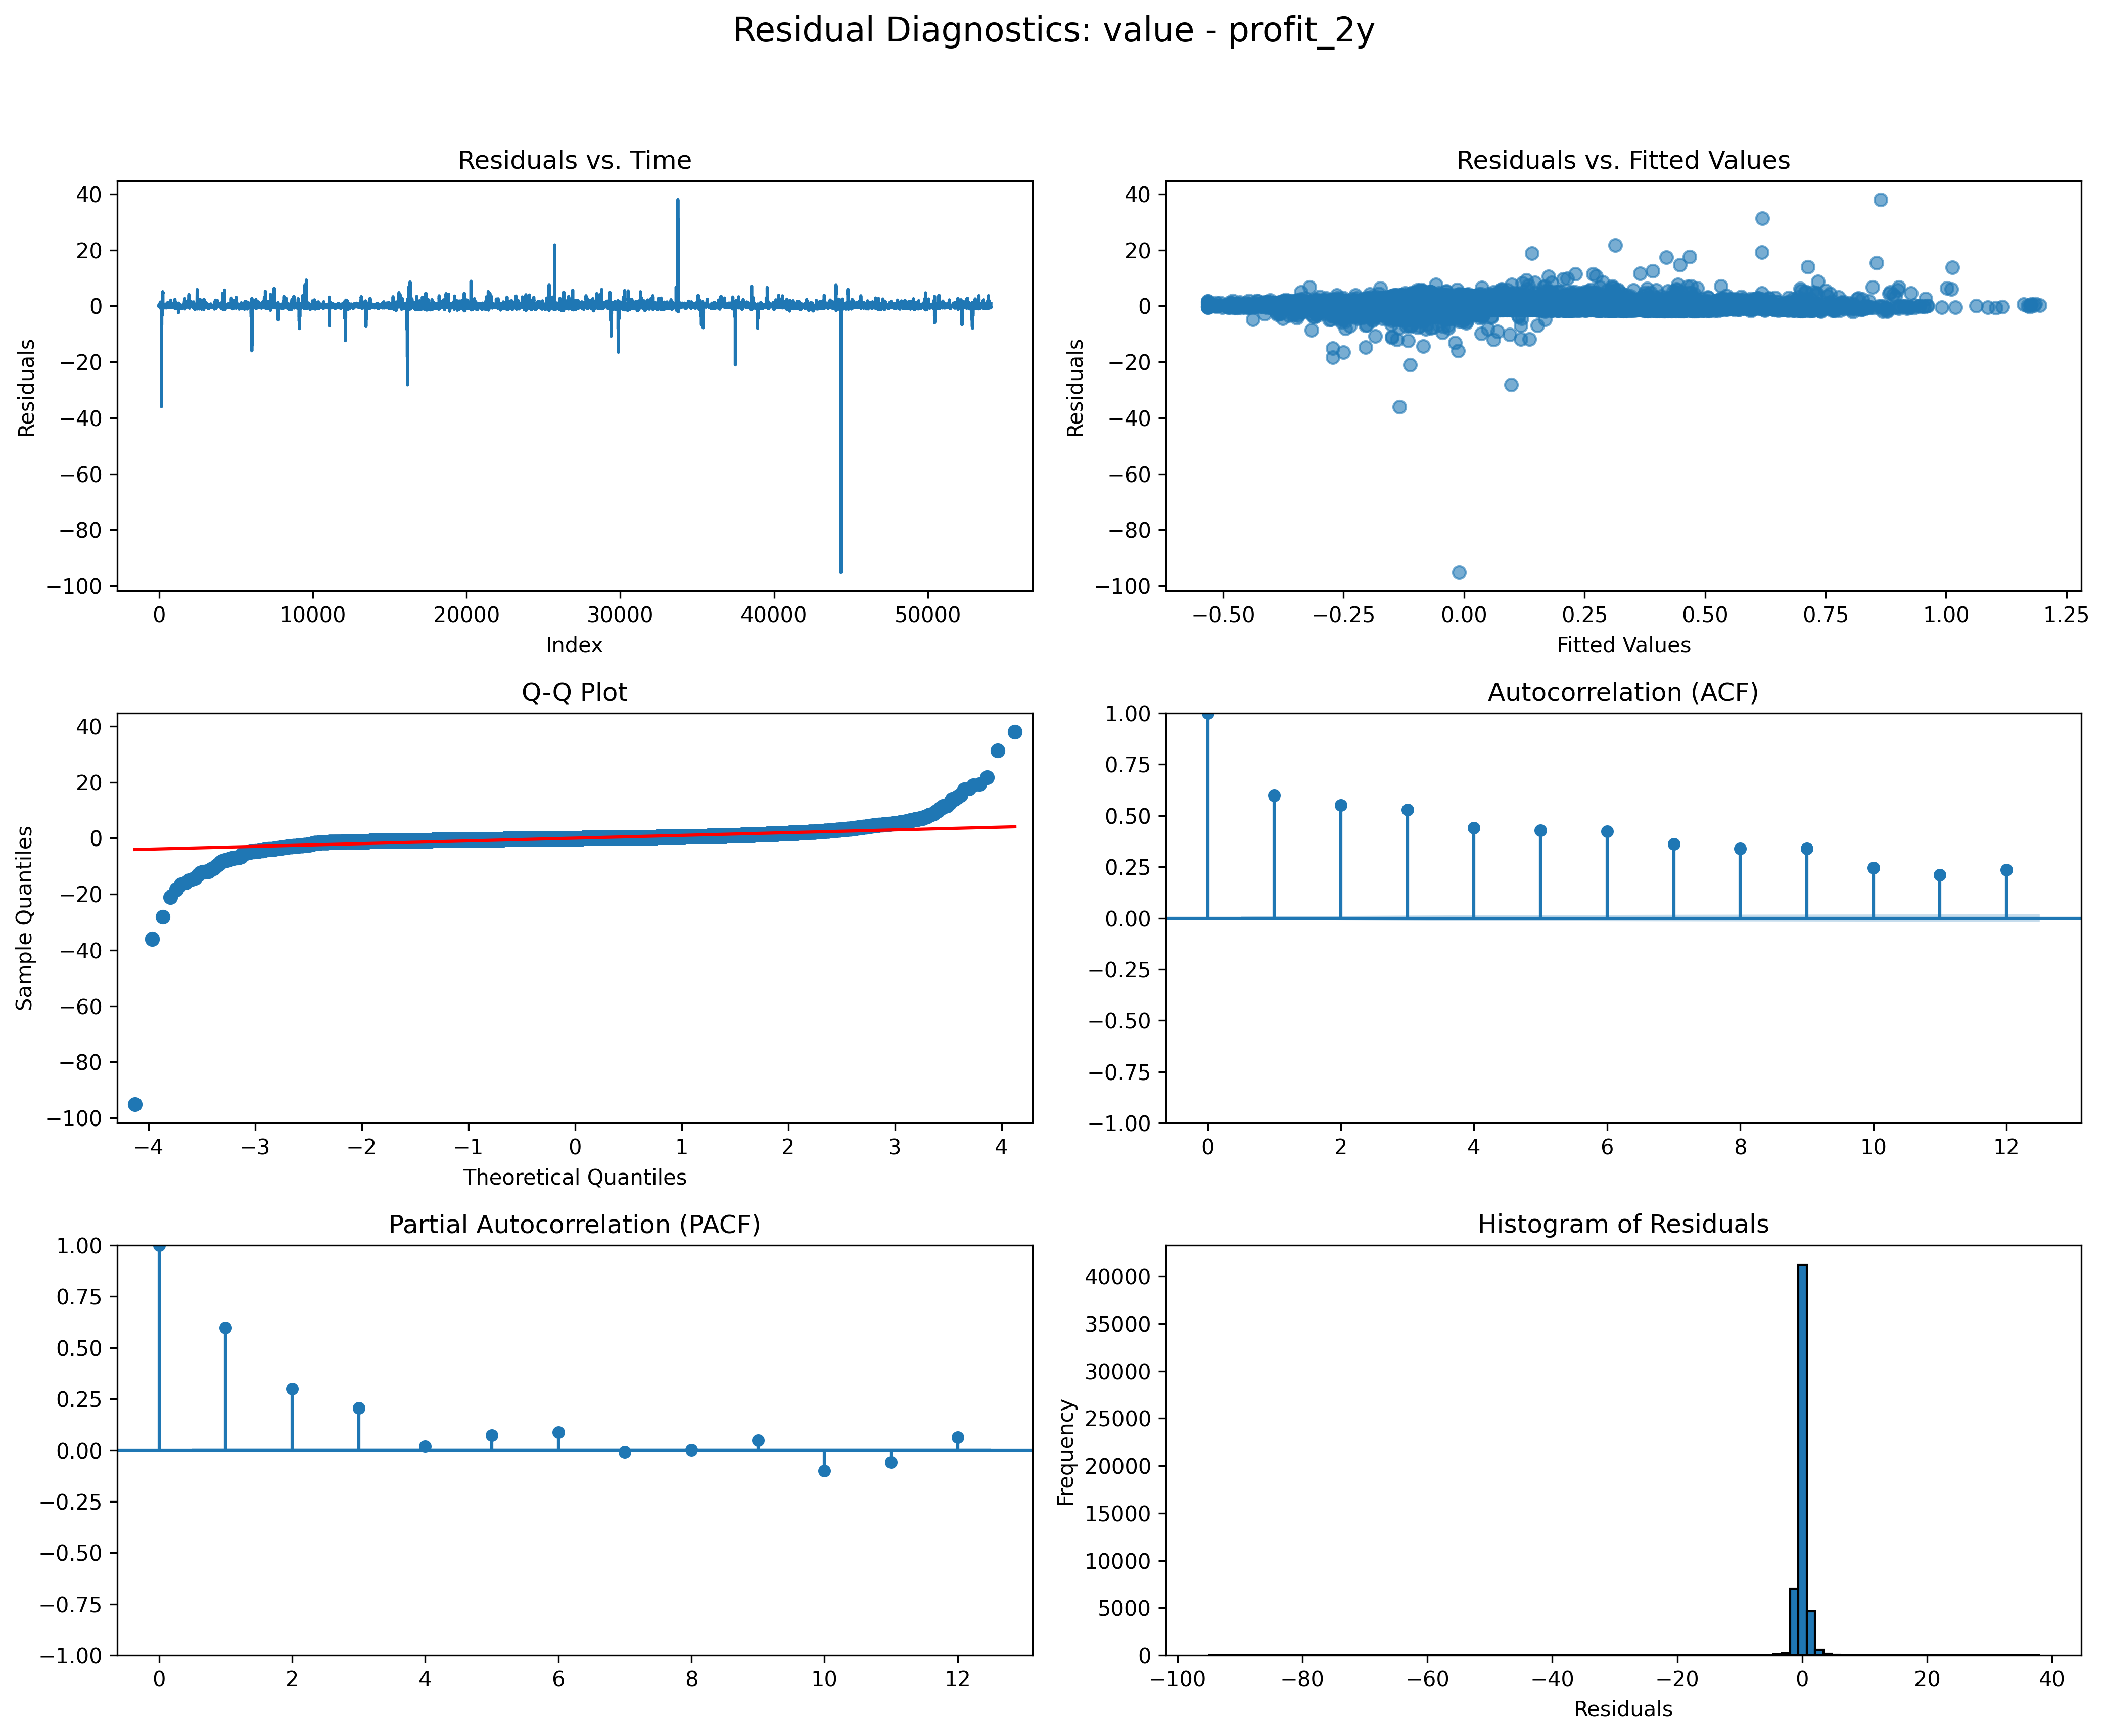 Residual Diagnostics: value - profit_2y
Residuals vs. Time
40
20
0
−20
−40
−60
−80
−100
Residuals
0 10000 20000 30000 40000 50000
Index
Residuals vs. Fitted Values
40
20
0
−20
−40
−60
−80
−100
Residuals
−0.50 −0.25 0.00 0.25 0.50 0.75 1.00 1.25
Fitted Values
Q-Q Plot
40
20
0
−20
−40
−60
−80
−100
Sample Quantiles
−4 −3 −2 −1 0 1 2 3 4
Theoretical Quantiles
Autocorrelation (ACF)
1.00
0.75
0.50
0.25
0.00
−0.25
−0.50
−0.75
−1.00
0 2 4 6 8 10 12
Partial Autocorrelation (PACF)
1.00
0.75
0.50
0.25
0.00
−0.25
−0.50
−0.75
−1.00
0 2 4 6 8 10 12
Histogram of Residuals
40000
35000
30000
25000
20000
15000
10000
5000
0
Frequency
−100 −80 −60 −40 −20 0 20 40
Residuals